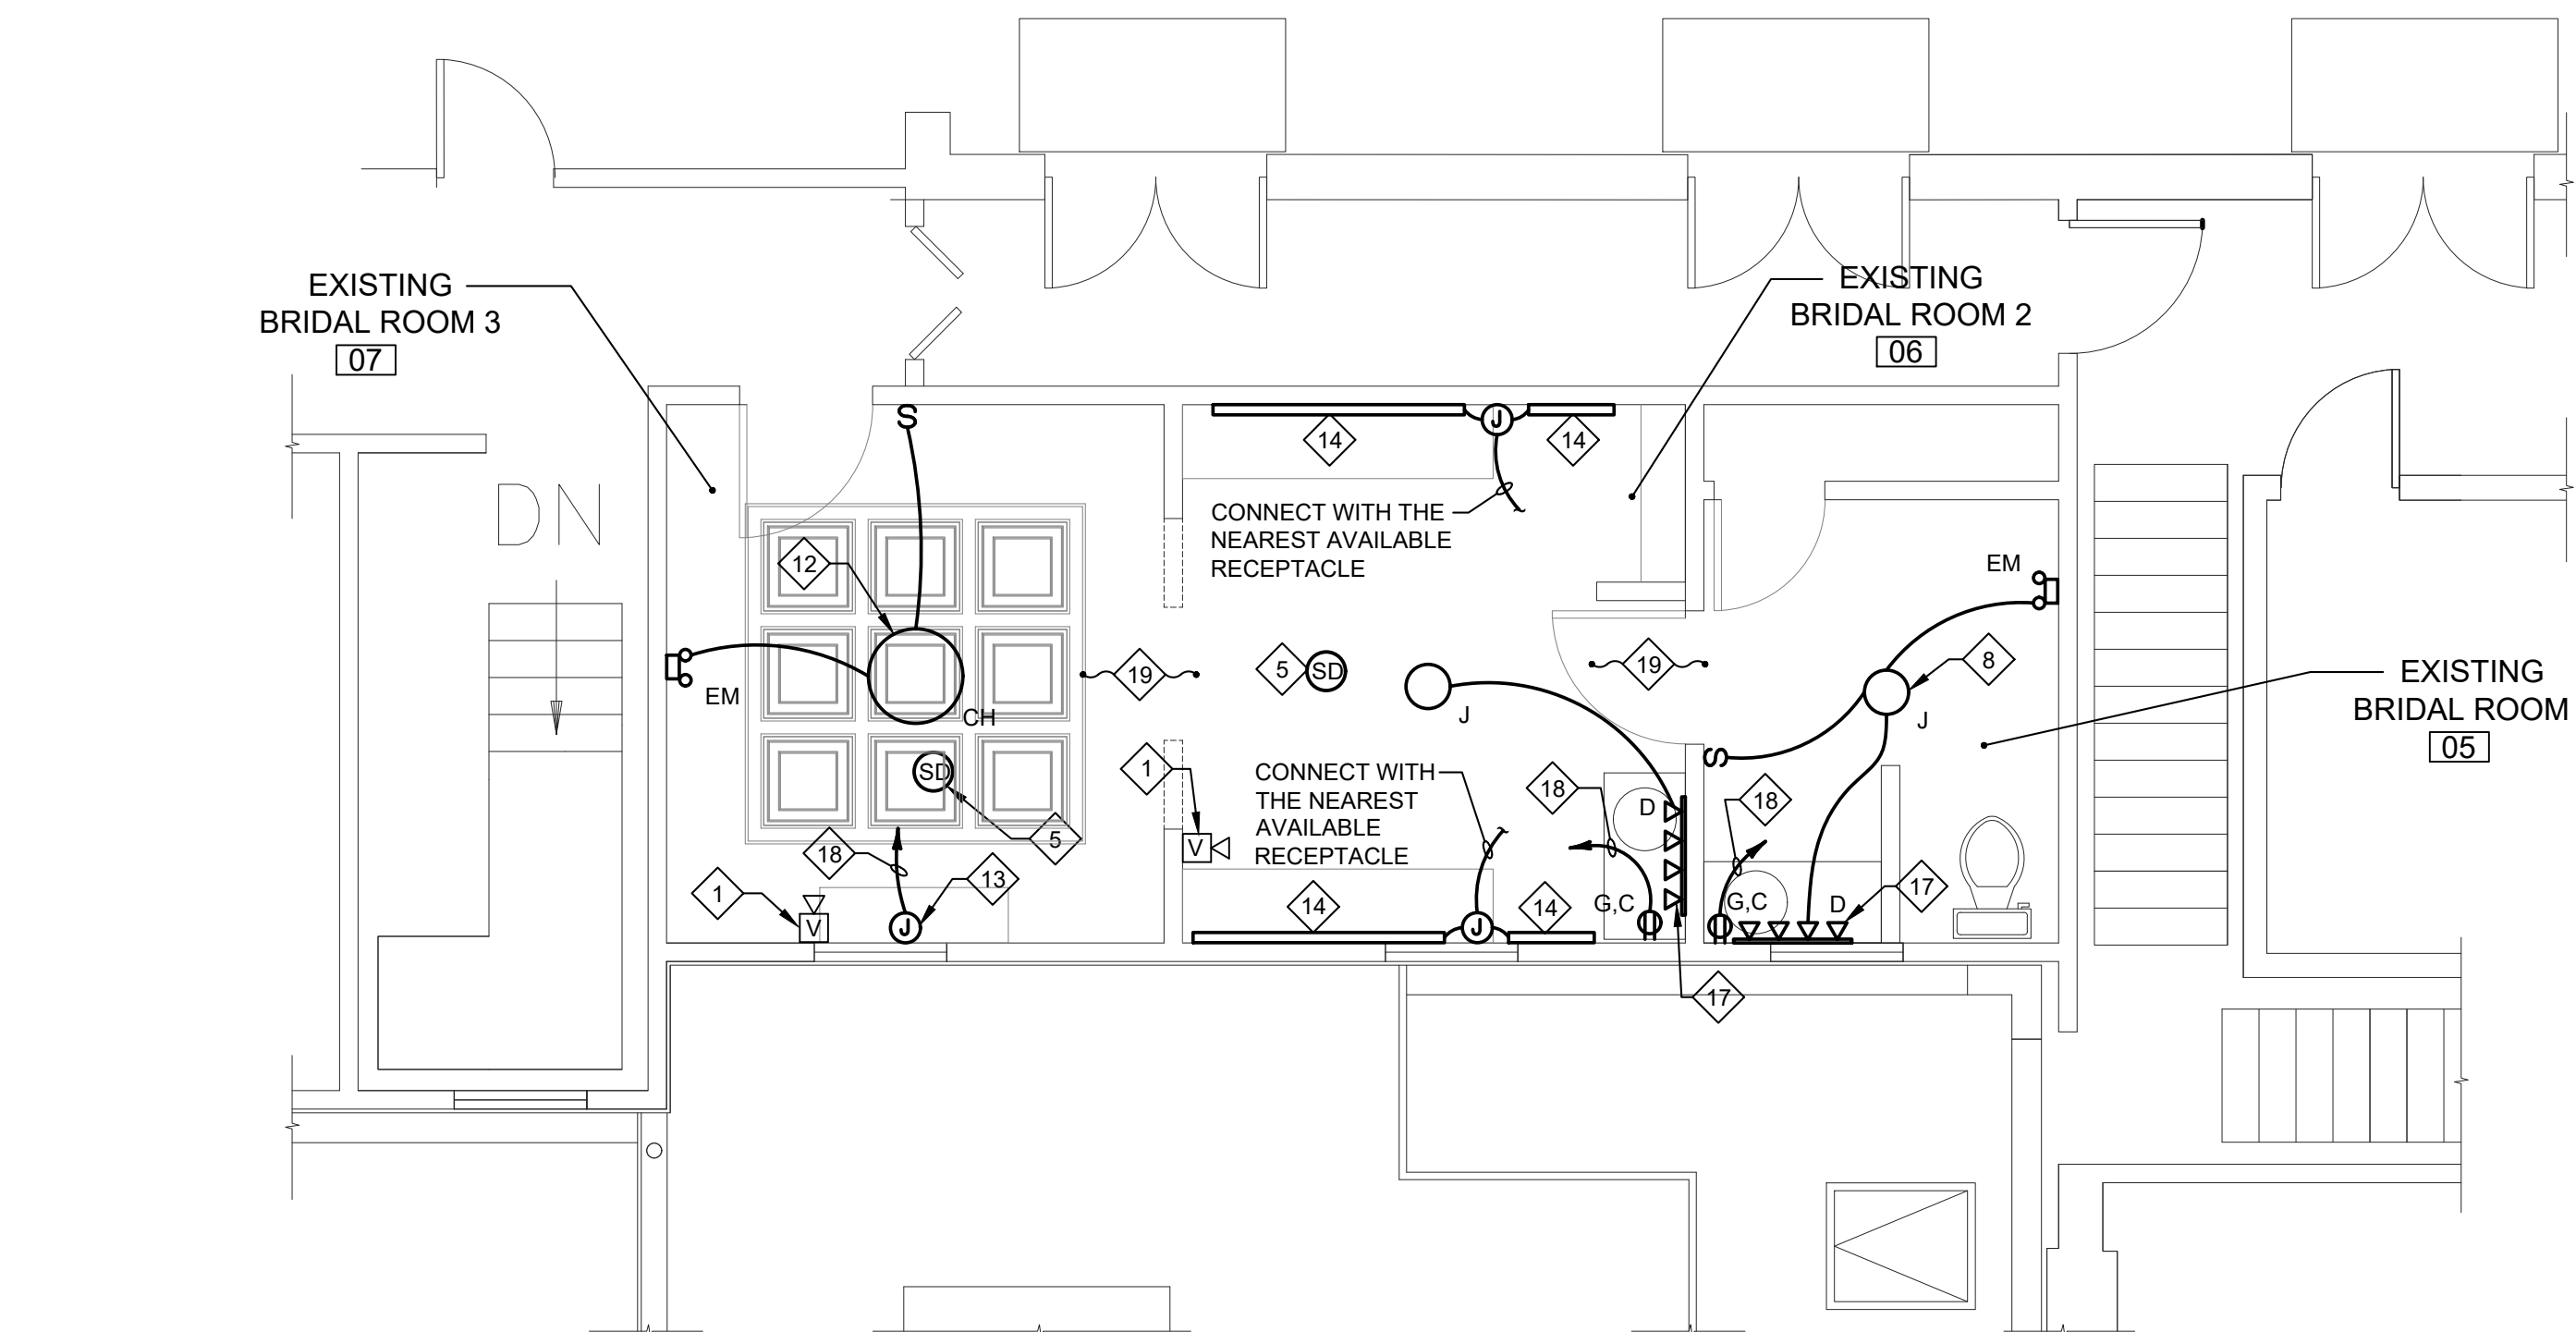 EXISTING
BRIDAL ROOM 3
07
EXISTING
BRIDAL ROOM 2
06
S
J
14
14
DN
CONNECT WITH THE
NEAREST AVAILABLE
RECEPTACLE
12
EM
EM
CH
19
5
SD
J
19
8
J
EXISTING
BRIDAL ROOM
05
S
SD
5
1
CONNECT WITH
THE NEAREST
AVAILABLE
RECEPTACLE
18
D
18
V
18
13
1
V
J
14
J
14
G,C
G,C
D
17
17